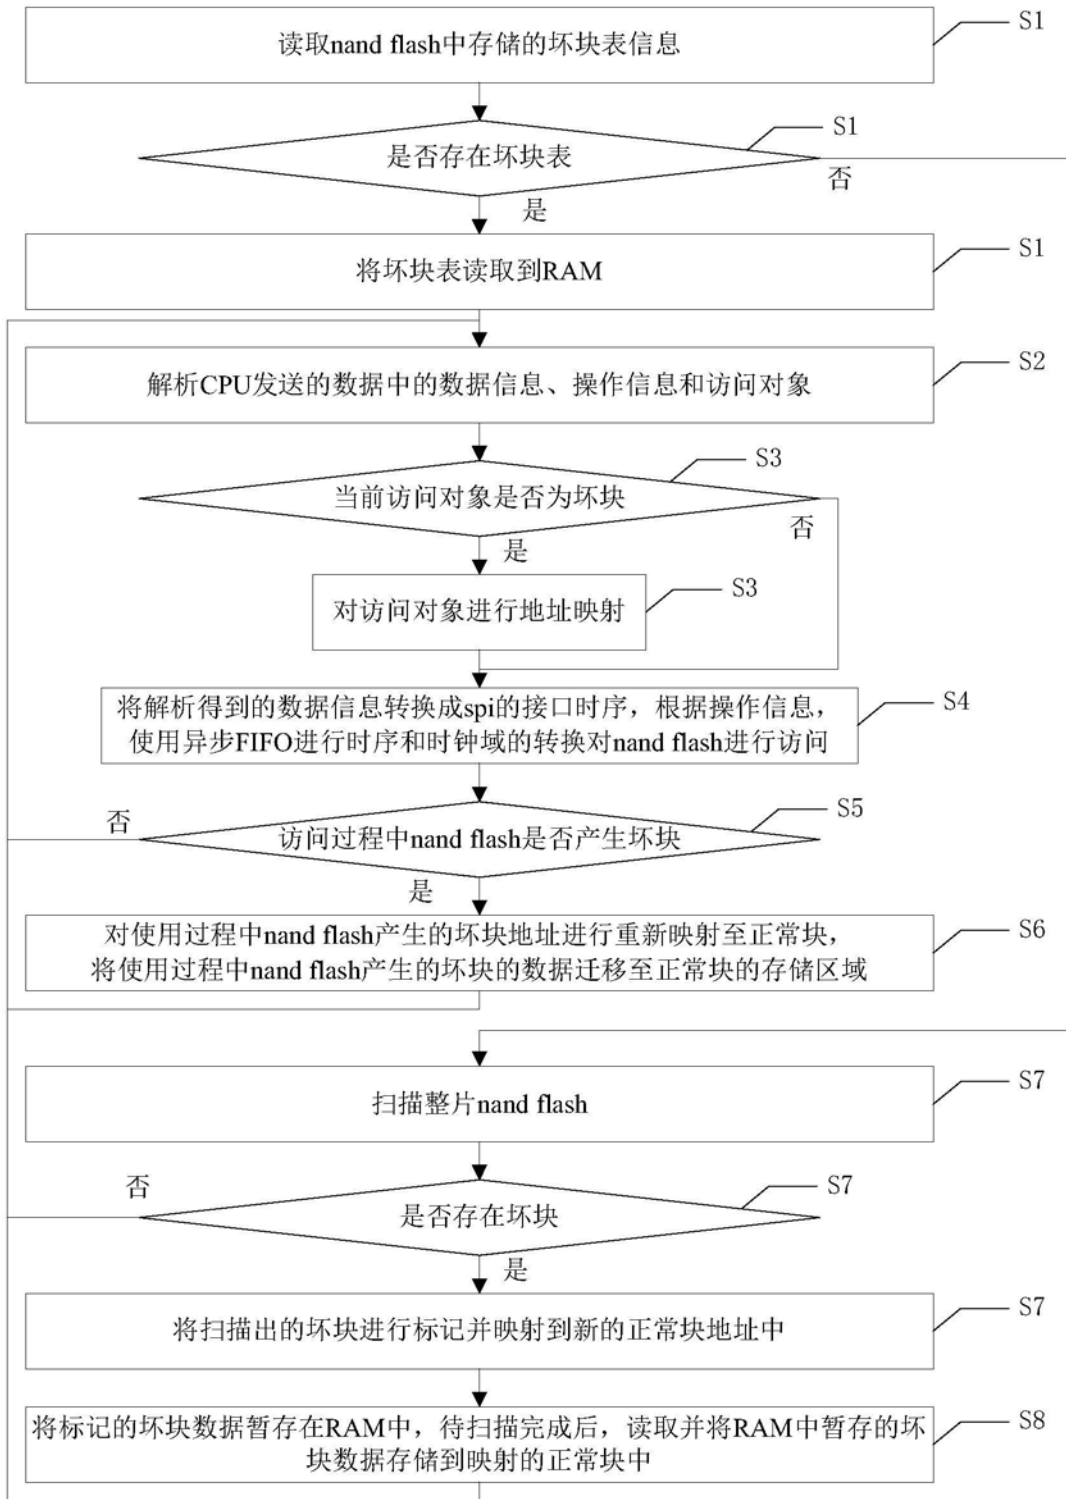 读取nand flash中存储的坏块表信息
S1
是否存在坏块表
S1
否
是
将坏块表读取到RAM
S1
解析CPU发送的数据中的数据信息、操作信息和访问对象
S2
当前访问对象是否为坏块
S3
否
是
对访问对象进行地址映射
S3
将解析得到的数据信息转换成spi的接口时序，根据操作信息，
使用异步FIFO进行时序和时钟域的转换对nand flash进行访问
S4
否
访问过程中nand flash是否产生坏块
S5
是
对使用过程中nand flash产生的坏块地址进行重新映射至正常块，
将使用过程中nand flash产生的坏块的数据迁移至正常块的存储区域
S6
扫描整片nand flash
S7
否
是否存在坏块
S7
是
将扫描出的坏块进行标记并映射到新的正常块地址中
S7
将标记的坏块数据暂存在RAM中，待扫描完成后，读取并将RAM中暂存的坏
块数据存储到映射的正常块中
S8